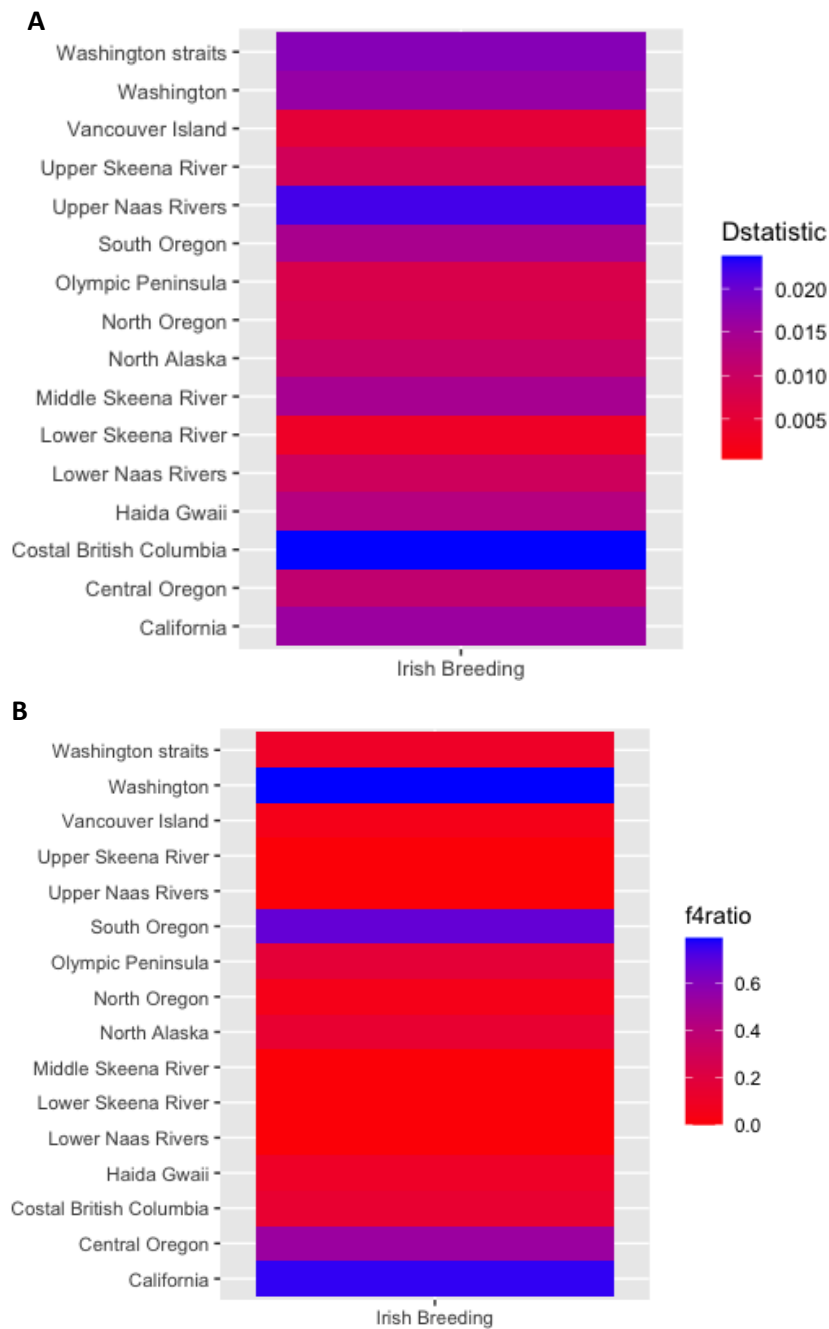 A
Washington straits
Washington
Vancouver Island
Upper Skeena River
Upper Naas Rivers
South Oregon
Olympic Peninsula
North Oregon
North Alaska
Middle Skeena River
Lower Skeena River
Lower Naas Rivers
Haida Gwaii
Costal British Columbia
Central Oregon
California
Irish Breeding
Dstatistic
0.020
0.015
0.010
0.005
B
Washington straits
Washington
Vancouver Island
Upper Skeena River
Upper Naas Rivers
South Oregon
Olympic Peninsula
North Oregon
North Alaska
Middle Skeena River
Lower Skeena River
Lower Naas Rivers
Haida Gwaii
Costal British Columbia
Central Oregon
California
Irish Breeding
f4ratio
0.6
0.4
0.2
0.0